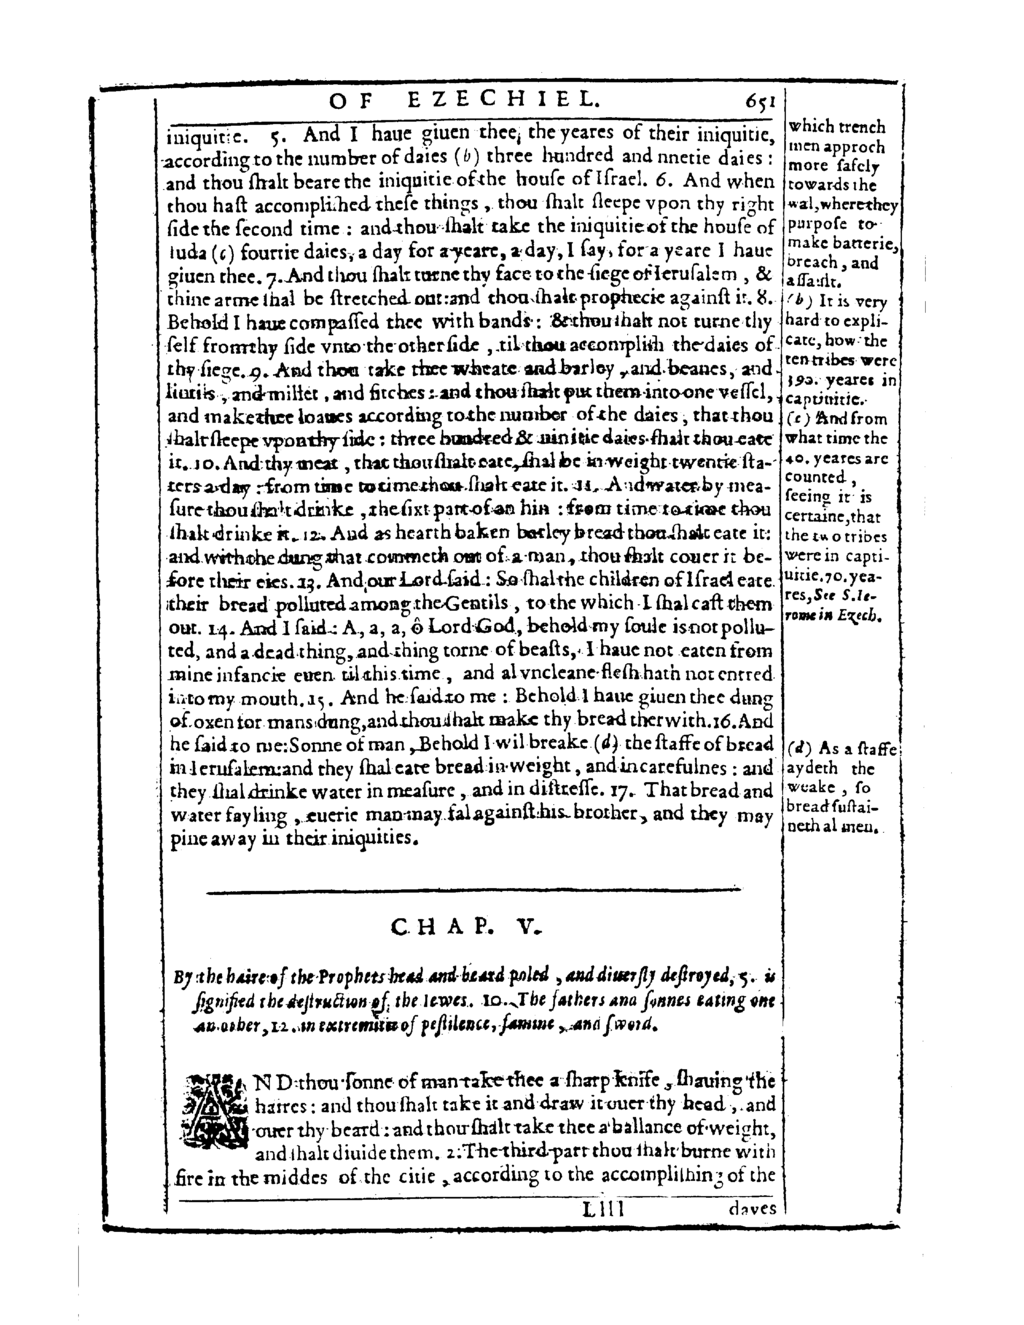 OF EZECHIEL. 651
iniquitie. 5. And I haue giuen thee, the yeares of their iniquitie,
according to the number of daies (b) three hundred and nnetie daies :
and thou ſhalt beare the iniquitie of the houſe of Iſrael. 6. And when
thou haſt accompliſhed theſe things, thou ſhalt ſleepe vpon thy right
ſide the ſecond time : and thou ſhalt take the iniquitie of the houſe of
Iuda (c) fourtie daies, a day for a yeare, a day, I ſay, for a yeare I haue
giuen thee. 7. And thou ſhalt turne thy face to the ſiege of Ieruſalem, &
thine arme ſhal be ſtretched out: and thou ſhalt prophecie againſt it. 8.
Behold I haue compaſſed thee with bands : & thou ſhalt not turne thy
ſelf from thy ſide vnto the other ſide, til thou accompliſh the daies of
thy ſiege. 9. And thou take thee wheate and barley, and beanes, and
lintils, and millet, and fitches : and thou ſhalt put them into one veſſel,
and make thee loaues according to the number of the daies, that thou
ſhalt ſleepe vpon thy ſide : three hundred & ninitie daies ſhalt thou eate
it. 10. And thy meat, that thou ſhalt eate, ſhal be in weight twentie ſta-
ters a day : from time to time thou ſhalt eate it. 11. And water by mea-
ſure thou ſhalt drinke, the ſixt part of an hin : from time to time thou
ſhalt drinke it. 12. And as hearth baken barley bread thou ſhalt eate it:
and with the dung that commeth out of a man, thou ſhalt couer it be-
fore their eies. 13. And our Lord ſaid : So ſhal the children of Iſrael eate
their bread polluted among the Gentils, to the which I ſhal caſt them
out. 14. And I ſaid : A, a, a, ô Lord God, behold my ſoule is not pollu-
ted, and a dead thing, and thing torne of beaſts, I haue not eaten from
mine infancie euen til this time, and al vncleane fleſh hath not entred
into my mouth. 15. And he ſaid to me : Behold I haue giuen thee dung
of oxen for mans dung, and thou ſhalt make thy bread therwith. 16. And
he ſaid to me: Sonne of man, Behold I wil breake (d) the ſtaffe of bread
in Ieruſalem: and they ſhal eate bread in weight, and in carefulnes : and
they ſhal drinke water in meaſure, and in diſtreſſe. 17. That bread and
water fayling, euerie man may fal againſt his brother, and they may
pine away in their iniquities.
which trench
men approch
more ſafely
towards the
wal, where they
purpoſe to
make batterie,
breach, and
aſſault.
(b) It is very
hard to expli-
cate, how the
ten tribes were
390. yeares in
captiuitie.
(c) And from
what time the
40. yeares are
counted,
ſeeing it is
certaine, that
the two tribes
were in capti-
uitie. 70. yea-
res, See S. Ie-
rome in Ezech.
(d) As a ſtaffe
aydeth the
weake, ſo
bread ſuſtai-
neth al men.
CHAP. V.
By the haire of the Prophets head and beard poled, and diuerſly deſtroyed, 5. is
ſignified the deſtruction of the Iewes. 10. The fathers and ſonnes eating one
an other, 12. in extremitie of peſtilence, famine, and ſword.
AND thou ſonne of man take thee a ſharp knife, ſhauing the
haires : and thou ſhalt take it and draw it ouer thy head, and
ouer thy beard : and thou ſhalt take thee a ballance of weight,
and ſhalt diuide them. 2. The third part thou ſhalt burne with
fire in the middes of the citie, according to the accompliſhing of the
Llll dayes